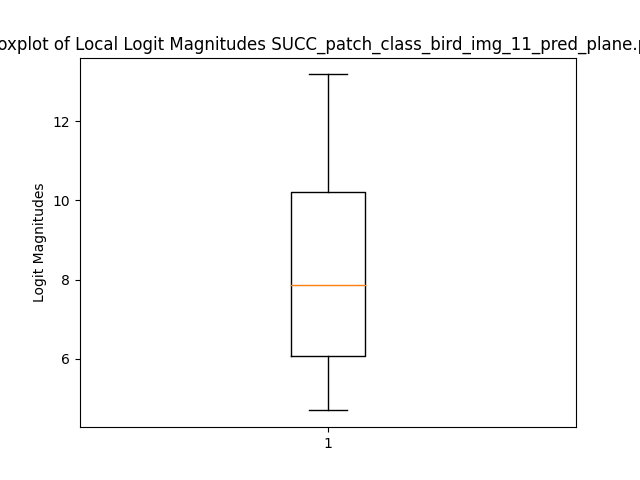 oxplot of Local Logit Magnitudes SUCC_patch_class_bird_img_11_pred_plane.p
12
10
8
6
Logit Magnitudes
1